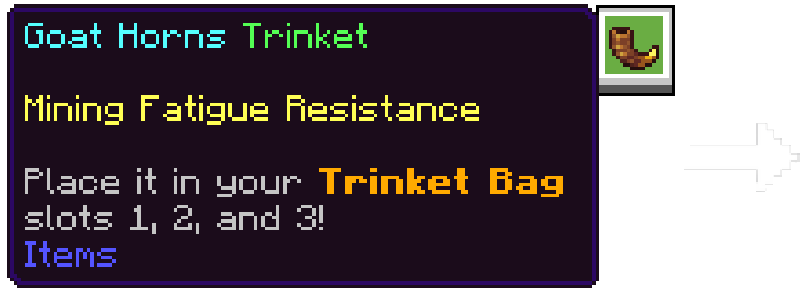 Goat Horns Trinket
Mining Fatigue Resistance
Place it in your Trinket Bag
slots 1, 2, and 3!
Items